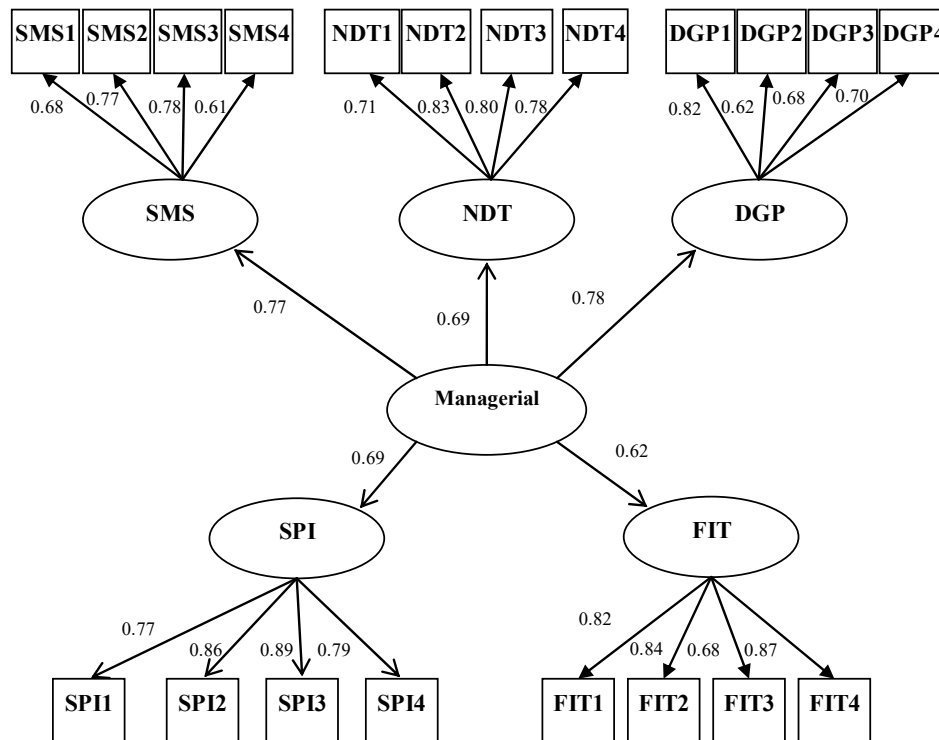 SMS1 SMS2 SMS3 SMS4 NDT1 NDT2 NDT3 NDT4 DGP1 DGP2 DGP3 DGP4
0.68 0.77 0.78 0.61 0.71 0.83 0.80 0.78 0.82 0.62 0.68 0.70
SMS NDT DGP
0.77 0.69 0.78
Managerial
0.69 0.62
SPI FIT
0.77 0.86 0.89 0.79 0.82 0.84 0.68 0.87
SPI1 SPI2 SPI3 SPI4 FIT1 FIT2 FIT3 FIT4